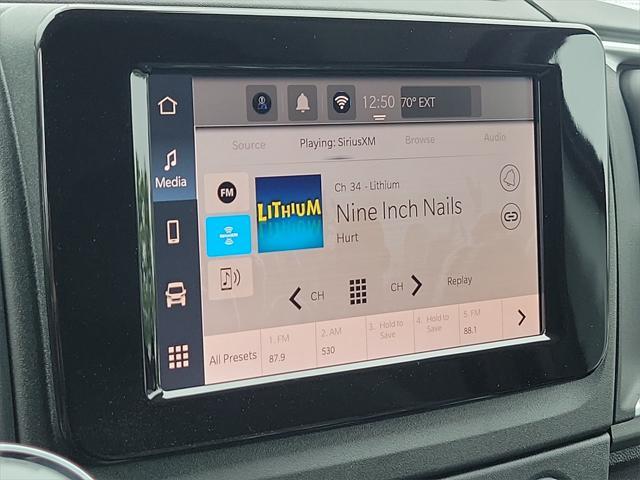 12:50 70° EXT
Source Playing: SiriusXM Browse Audio
Media
FM
LiTHiUM
Ch 34 - Lithium
Nine Inch Nails
Hurt
CH CH Replay
All Presets
1. FM
87.9
2. AM
530
3. Hold to
Save
4. Hold to
Save
5. FM
88.1